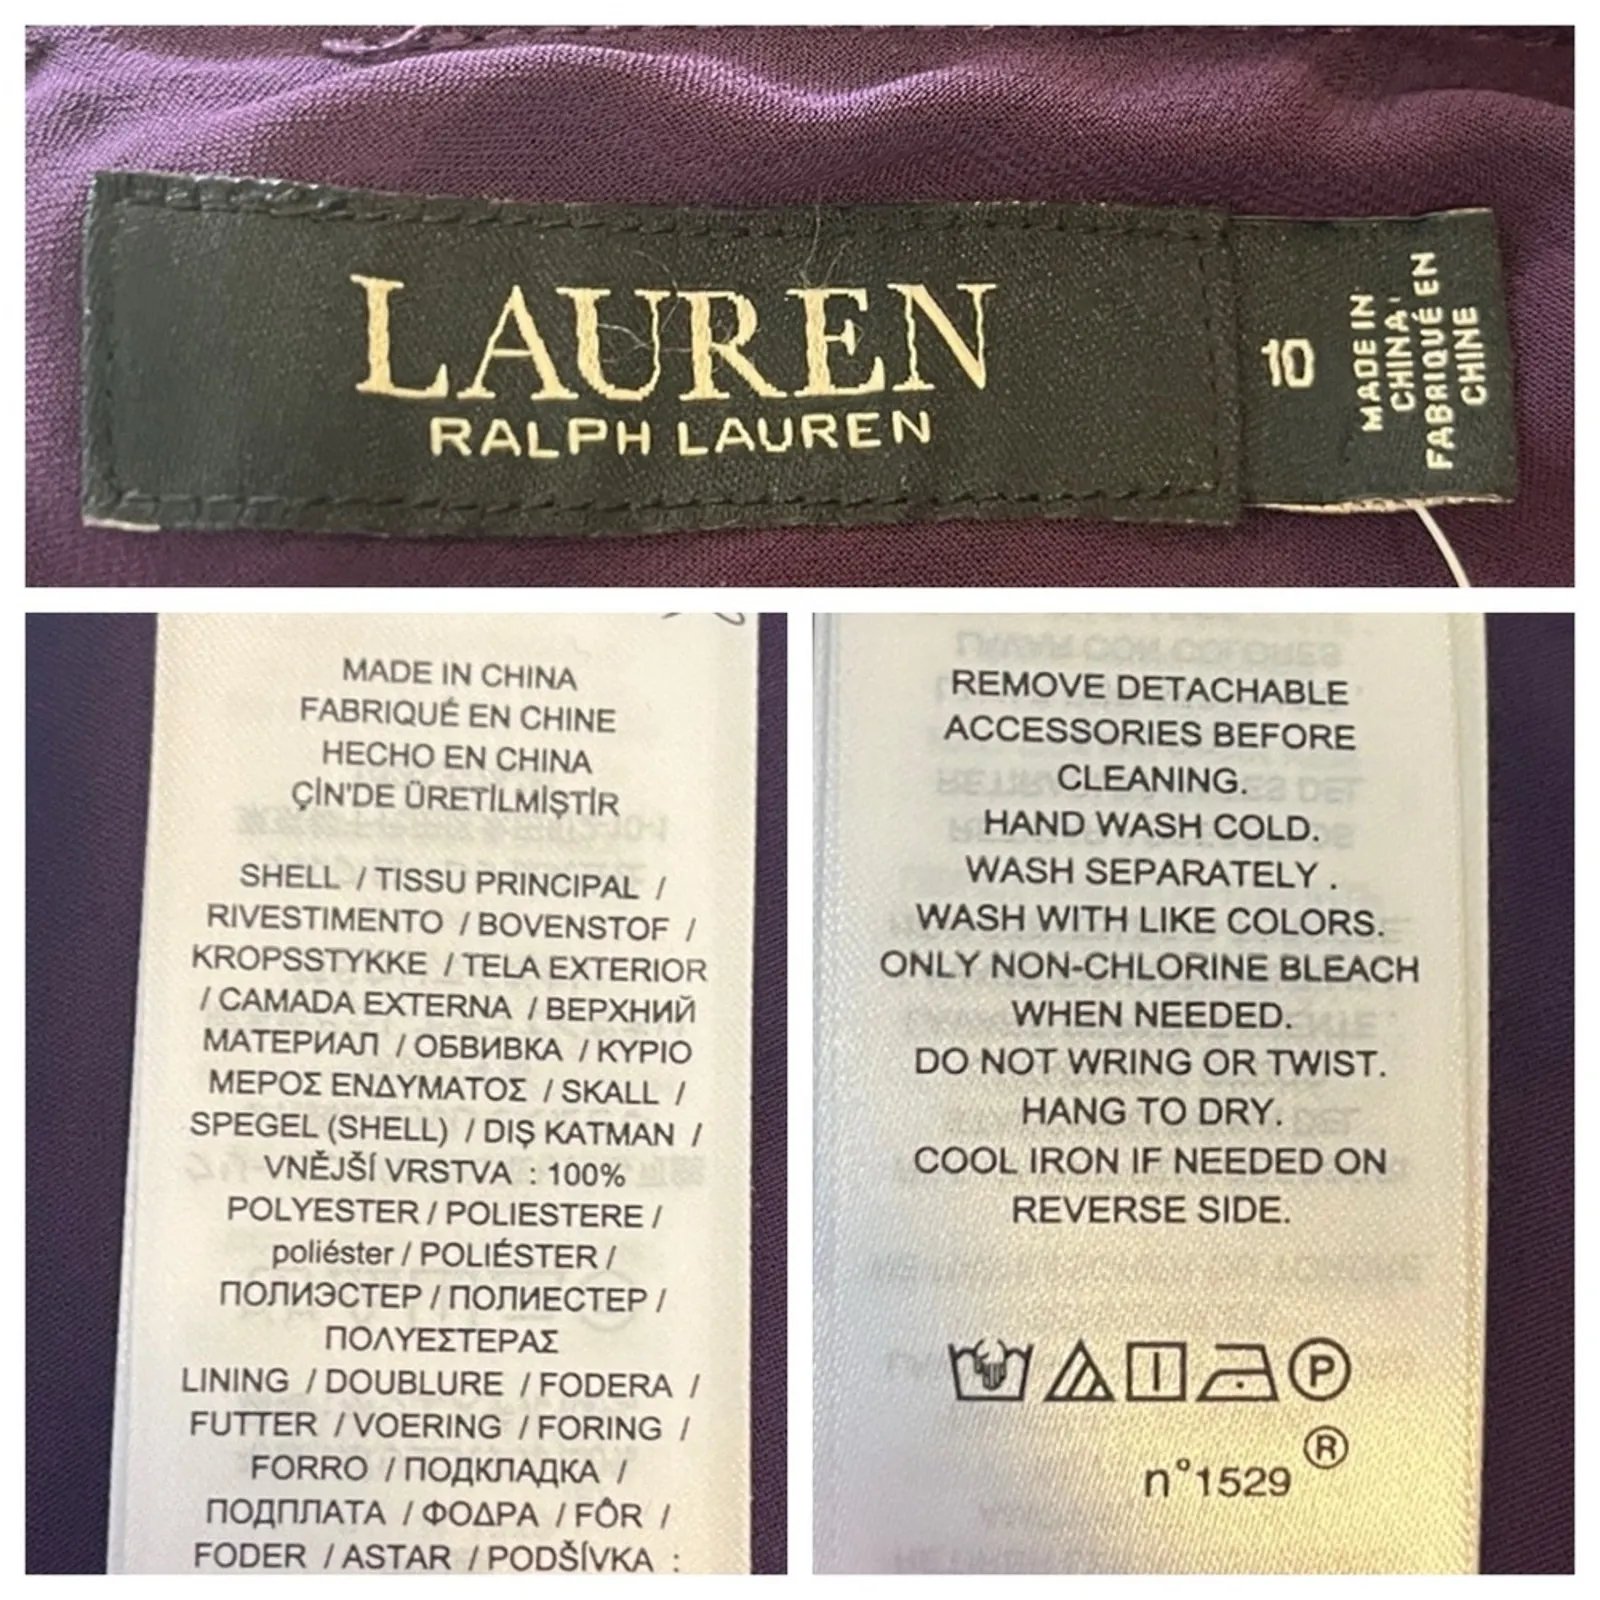 LAUREN
RALPH LAUREN
10
MADE IN
CHINA
FABRIQUÉ EN
CHINE
MADE IN CHINA
FABRIQUÉ EN CHINE
HECHO EN CHINA
ÇİN'DE ÜRETİLMİŞTİR
SHELL / TISSU PRINCIPAL /
RIVESTIMENTO / BOVENSTOF /
KROPSSTYKKE / TELA EXTERIOR
/ CAMADA EXTERNA / ВЕРХНИЙ
МАТЕРИАЛ / ОБВИВКА / ΚΥΡΙΟ
ΜΕΡΟΣ ΕΝΔΥΜΑΤΟΣ / SKALL /
SPEGEL (SHELL) / DIŞ KATMAN /
VNĚJŠÍ VRSTVA : 100%
POLYESTER / POLIESTERE /
poliéster / POLIÉSTER /
ПОЛИЭСТЕР / ПОЛИЕСТЕР /
ΠΟΛΥΕΣΤΕΡΑΣ
LINING / DOUBLURE / FODERA /
FUTTER / VOERING / FORING /
FORRO / ПОДКЛАДКА /
ПОДПЛАТА / ΦΟΔΡΑ / FÔR /
FODER / ASTAR / PODŠÍVKA :
REMOVE DETACHABLE
ACCESSORIES BEFORE
CLEANING.
HAND WASH COLD.
WASH SEPARATELY .
WASH WITH LIKE COLORS.
ONLY NON-CHLORINE BLEACH
WHEN NEEDED.
DO NOT WRING OR TWIST.
HANG TO DRY.
COOL IRON IF NEEDED ON
REVERSE SIDE.
P
®
n°1529